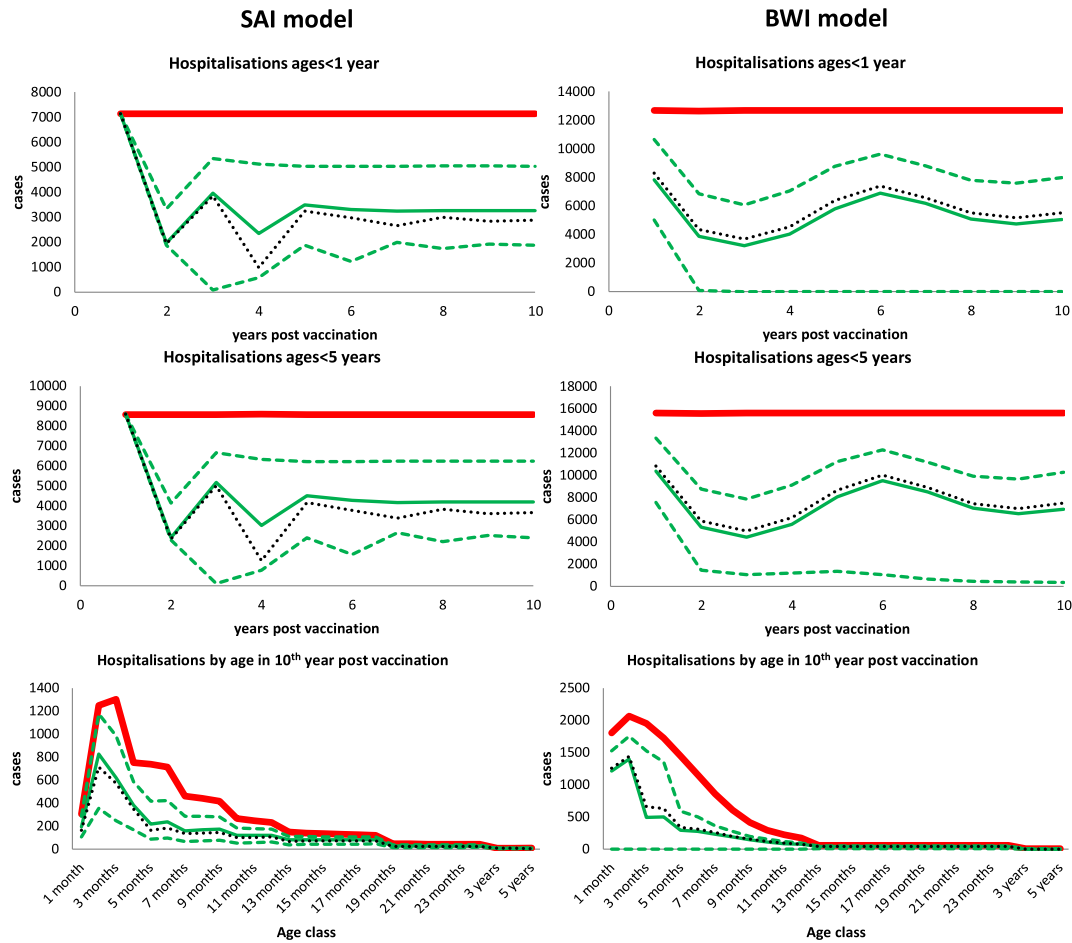 SAI model
BWI model
Hospitalisations ages<1 year
8000
7000
6000
5000
4000
3000
2000
1000
0
cases
0 2 4 6 8 10
years post vaccination
Hospitalisations ages<1 year
14000
12000
10000
8000
6000
4000
2000
0
cases
0 2 4 6 8 10
years post vaccination
Hospitalisations ages<5 years
10000
9000
8000
7000
6000
5000
4000
3000
2000
1000
0
cases
0 2 4 6 8 10
years post vaccination
Hospitalisations ages<5 years
18000
16000
14000
12000
10000
8000
6000
4000
2000
0
cases
0 2 4 6 8 10
years post vaccination
Hospitalisations by age in 10th year post vaccination
1400
1200
1000
800
600
400
200
0
cases
1 month
3 months
5 months
7 months
9 months
11 months
13 months
15 months
17 months
19 months
21 months
23 months
3 years
5 years
Age class
Hospitalisations by age in 10th year post vaccination
2500
2000
1500
1000
500
0
cases
1 month
3 months
5 months
7 months
9 months
11 months
13 months
15 months
17 months
19 months
21 months
23 months
3 years
5 years
Age class